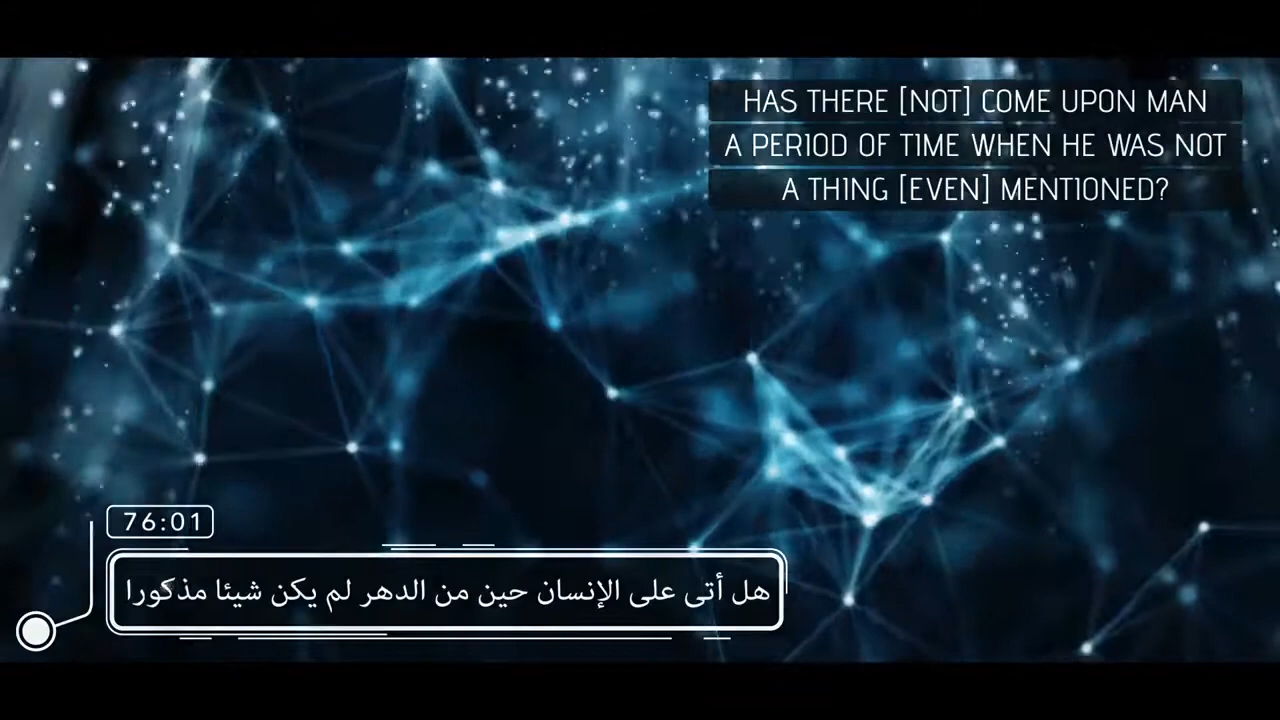 HAS THERE [NOT] COME UPON MAN
A PERIOD OF TIME WHEN HE WAS NOT
A THING [EVEN] MENTIONED?
76:01
هل أتى على الإنسان حين من الدهر لم يكن شيئا مذكورا